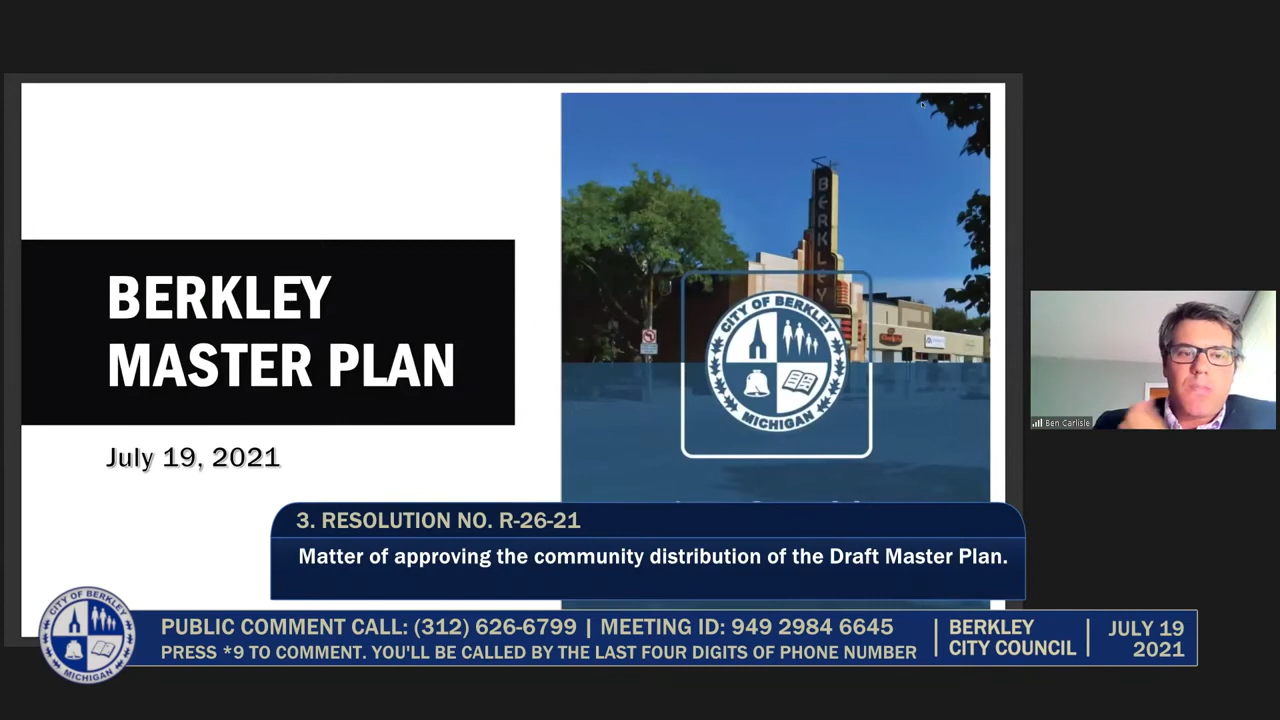 BERKLEY
MASTER PLAN
July 19, 2021
BERKLEY
CITY OF BERKLEY
MICHIGAN
Ben Carlisle
3. RESOLUTION NO. R-26-21
Matter of approving the community distribution of the Draft Master Plan.
CITY OF BERKLEY
MICHIGAN
PUBLIC COMMENT CALL: (312) 626-6799 | MEETING ID: 949 2984 6645
PRESS *9 TO COMMENT. YOU'LL BE CALLED BY THE LAST FOUR DIGITS OF PHONE NUMBER
BERKLEY
CITY COUNCIL
JULY 19
2021